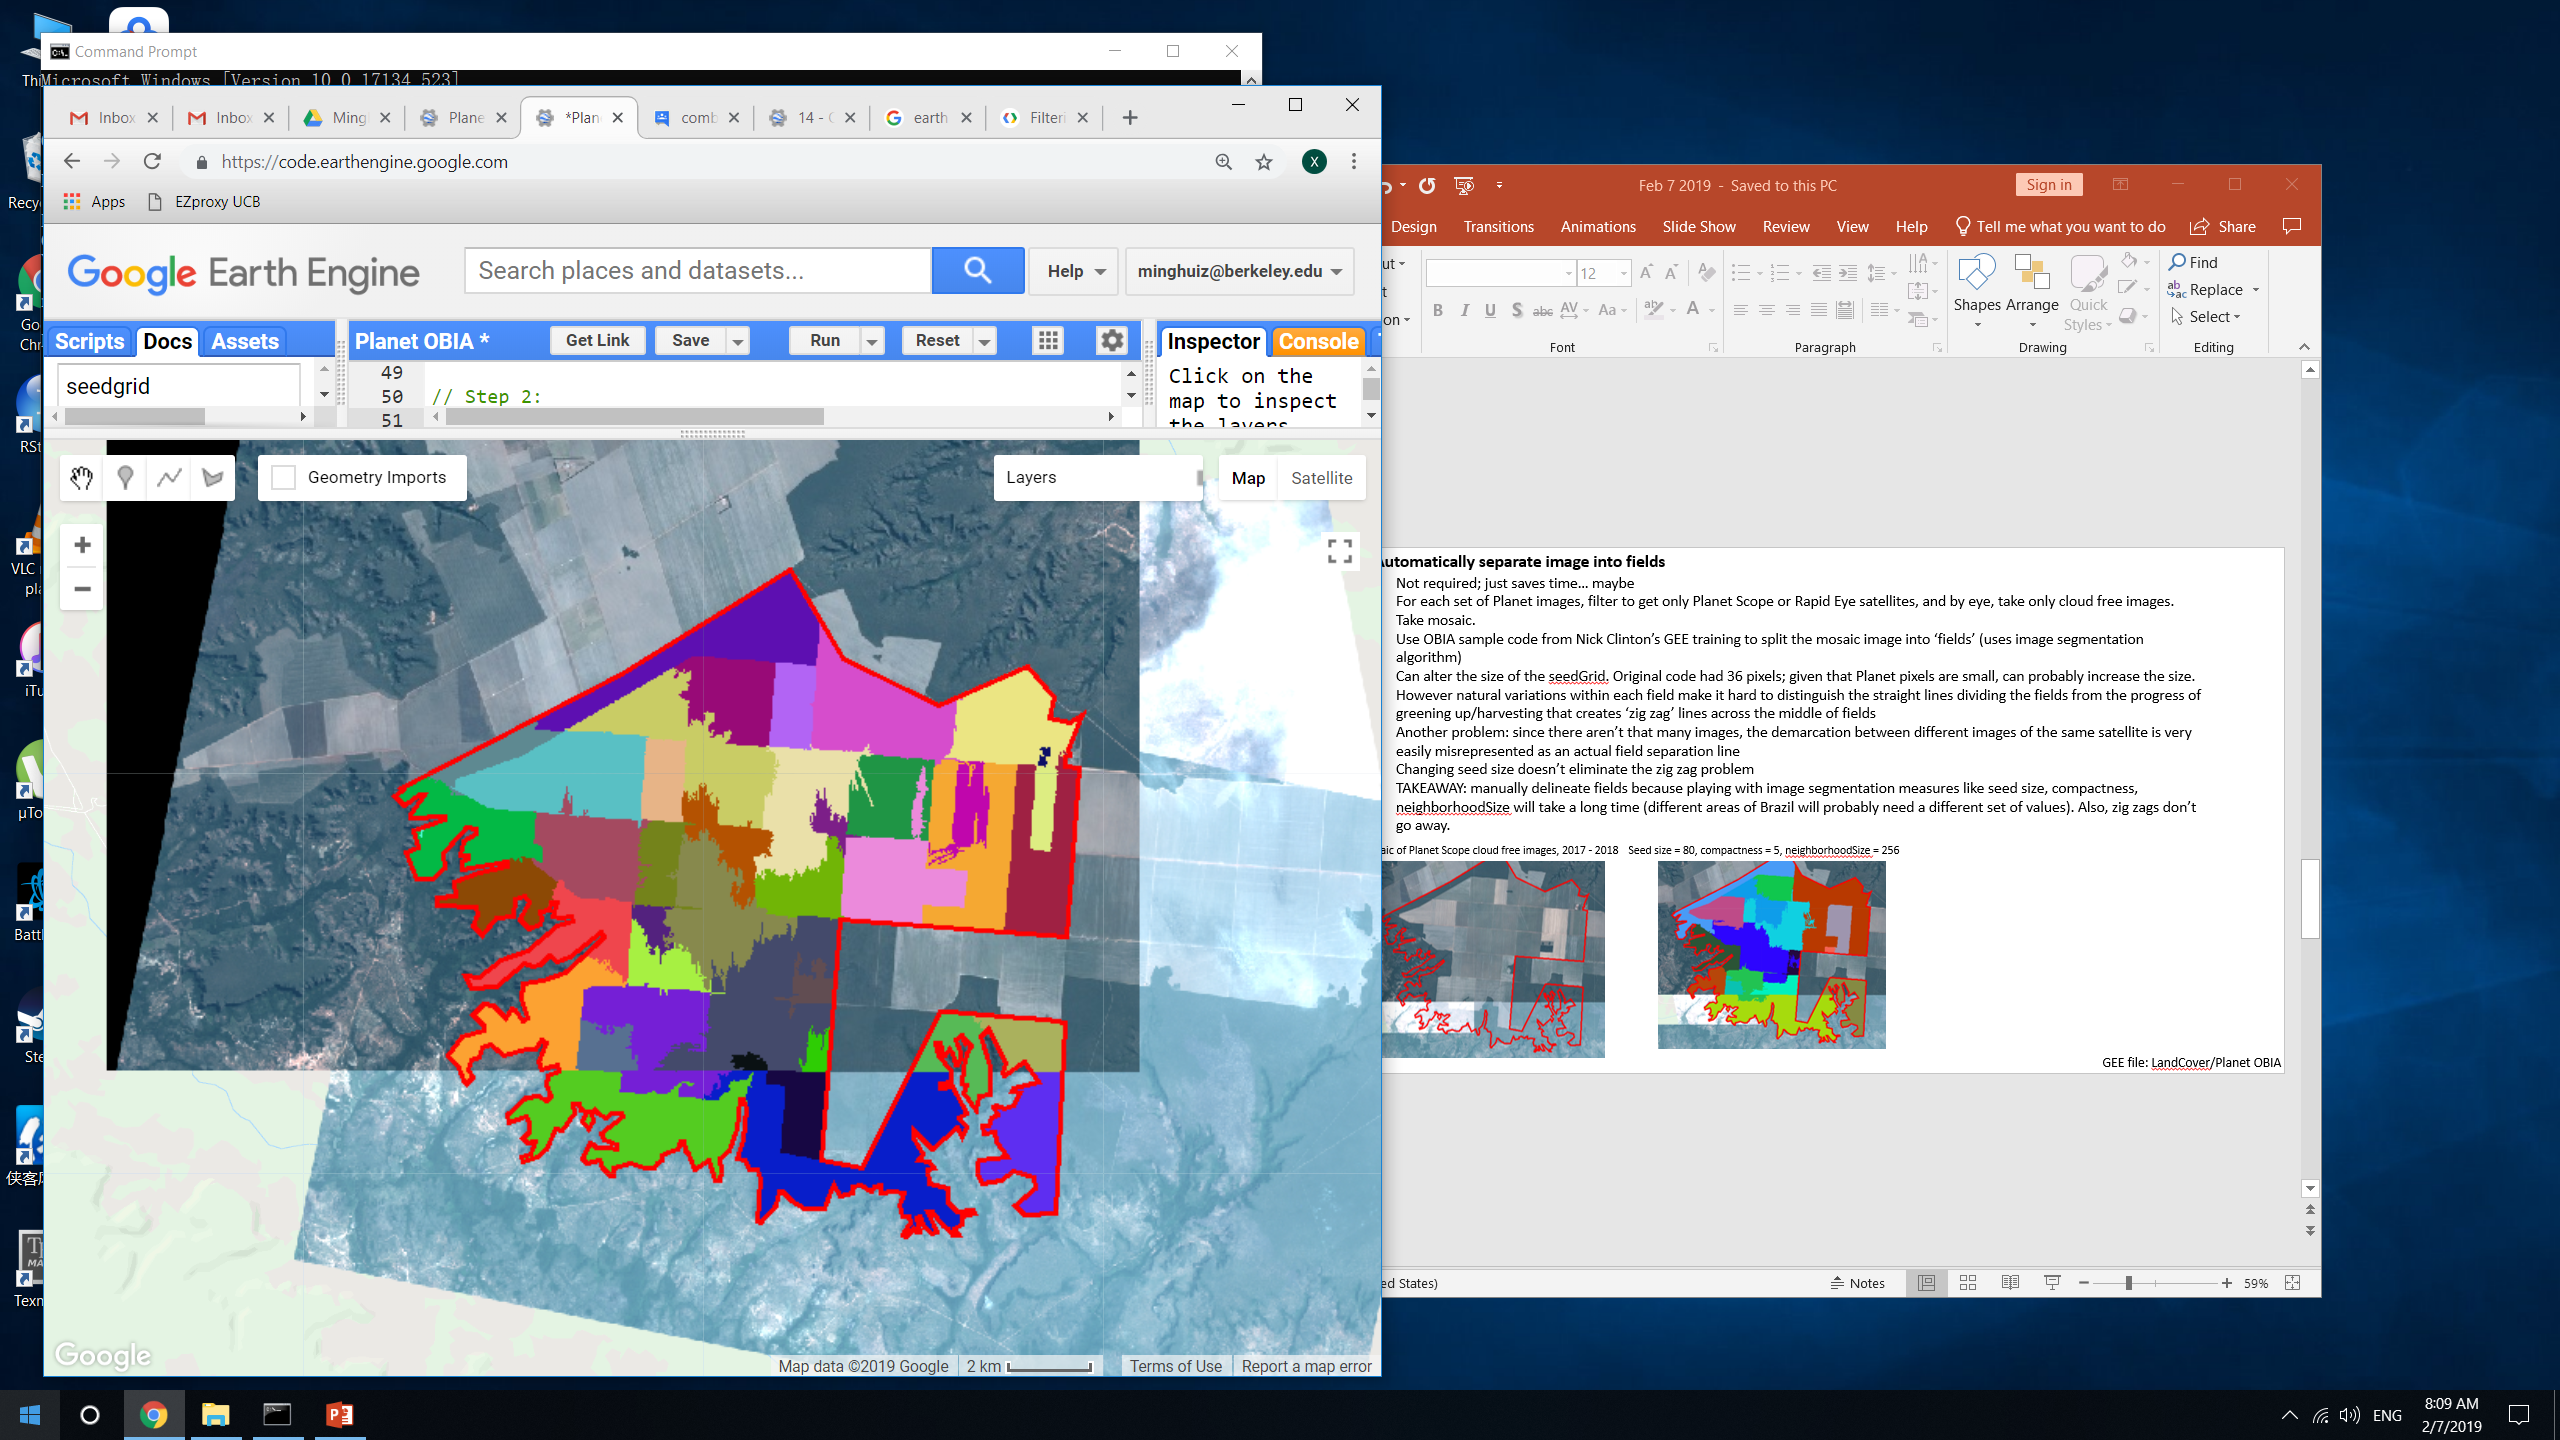 Command Prompt
Microsoft Windows [Version 10.0.17134.523]
Inbox
Inbox
Ming
Plane
*Plan
comb
14 -
earth
Filteri
https://code.earthengine.google.com
X
Apps
EZproxy UCB
Google Earth Engine
Search places and datasets...
Help
minghuiz@berkeley.edu
Scripts
Docs
Assets
Planet OBIA *
Get Link
Save
Run
Reset
Inspector
Console
seedgrid
49
50 // Step 2:
51
Click on the
map to inspect
the layers
Geometry Imports
Layers
Map
Satellite
+
−
Google
Map data ©2019 Google
2 km
Terms of Use
Report a map error
Feb 7 2019 - Saved to this PC
Sign in
Design
Transitions
Animations
Slide Show
Review
View
Help
Tell me what you want to do
Share
12
Find
Replace
Select
Shapes
Arrange
Quick
Styles
Font
Paragraph
Drawing
Editing
Automatically separate image into fields
Not required; just saves time… maybe
For each set of Planet images, filter to get only Planet Scope or Rapid Eye satellites, and by eye, take only cloud free images.
Take mosaic.
Use OBIA sample code from Nick Clinton’s GEE training to split the mosaic image into ‘fields’ (uses image segmentation
algorithm)
Can alter the size of the seedGrid. Original code had 36 pixels; given that Planet pixels are small, can probably increase the size.
However natural variations within each field make it hard to distinguish the straight lines dividing the fields from the progress of
greening up/harvesting that creates ‘zig zag’ lines across the middle of fields
Another problem: since there aren’t that many images, the demarcation between different images of the same satellite is very
easily misrepresented as an actual field separation line
Changing seed size doesn’t eliminate the zig zag problem
TAKEAWAY: manually delineate fields because playing with image segmentation measures like seed size, compactness,
neighborhoodSize will take a long time (different areas of Brazil will probably need a different set of values). Also, zig zags don’t
go away.
aic of Planet Scope cloud free images, 2017 - 2018
Seed size = 80, compactness = 5, neighborhoodSize = 256
GEE file: LandCover/Planet OBIA
ed States)
Notes
59%
Thi
Recy
Go
Chr
RSt
VLC
pla
iTu
µTo
Batt
Ste
Texn
ENG
8:09 AM
2/7/2019